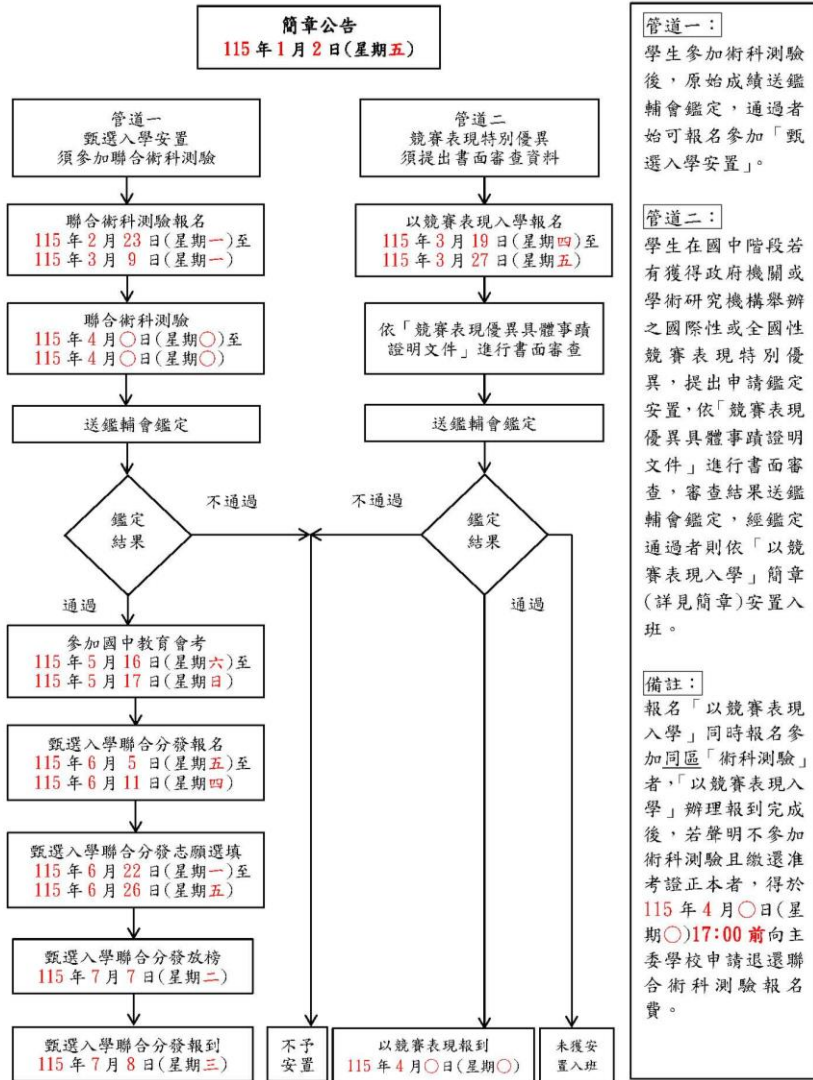 簡章公告
115 年 1 月 2 日(星期五)
管道一
甄選入學安置
須參加聯合術科測驗
聯合術科測驗報名
115 年 2 月 23 日(星期一)至
115 年 3 月 9 日(星期一)
聯合術科測驗
115 年 4 月○日(星期○)至
115 年 4 月○日(星期○)
送鑑輔會鑑定
鑑定
結果
不通過
通過
參加國中教育會考
115 年 5 月 16 日(星期六)至
115 年 5 月 17 日(星期日)
甄選入學聯合分發報名
115 年 6 月 5 日(星期五)至
115 年 6 月 11 日(星期四)
甄選入學聯合分發志願選填
115 年 6 月 22 日(星期一)至
115 年 6 月 26 日(星期五)
甄選入學聯合分發放榜
115 年 7 月 7 日(星期二)
甄選入學聯合分發報到
115 年 7 月 8 日(星期三)
管道二
競賽表現特別優異
須提出書面審查資料
以競賽表現入學報名
115 年 3 月 19 日(星期四)至
115 年 3 月 27 日(星期五)
依「競賽表現優異具體事蹟
證明文件」進行書面審查
送鑑輔會鑑定
鑑定
結果
不通過
通過
不予
安置
以競賽表現報到
115 年 4 月○日(星期○)
未獲安
置入班
管道一：
學生參加術科測驗
後，原始成績送鑑
輔會鑑定，通過者
始可報名參加「甄
選入學安置」。
管道二：
學生在國中階段若
有獲得政府機關或
學術研究機構舉辦
之國際性或全國性
競賽表現特別優
異，提出申請鑑定
安置，依「競賽表現
優異具體事蹟證明
文件」進行書面審
查，審查結果送鑑
輔會鑑定，經鑑定
通過者則依「以競
賽表現入學」簡章
(詳見簡章)安置入
班。
備註：
報名「以競賽表現
入學」同時報名參
加同區「術科測驗」
者，「以競賽表現入
學」辦理報到完成
後，若聲明不參加
術科測驗且繳還准
考證正本者，得於
115 年 4 月○日(星
期○)17:00 前向主
委學校申請退還聯
合術科測驗報名
費。